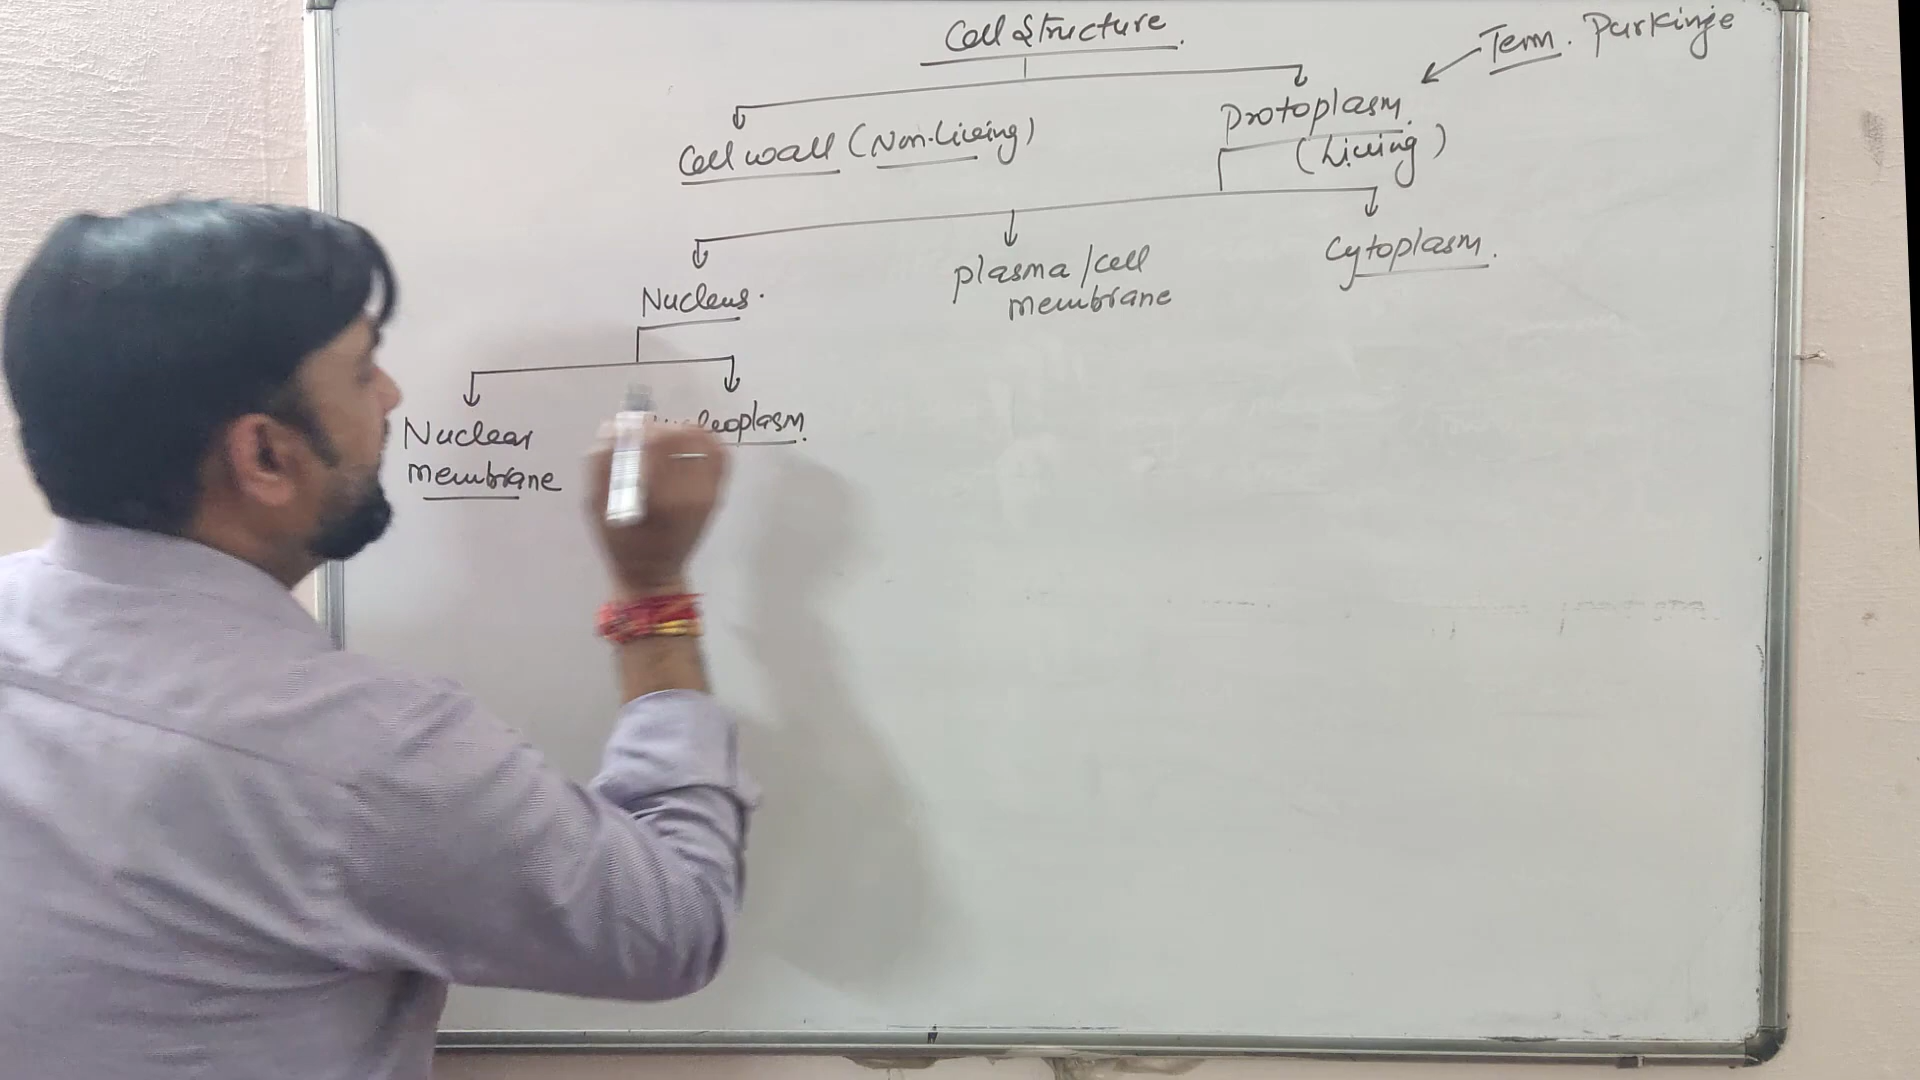 Cell Structure.
Term. Purkinje
Cell wall (Non-living)
Protoplasm.
(Living)
Nucleus.
plasma/cell
membrane
Cytoplasm.
Nuclear
membrane